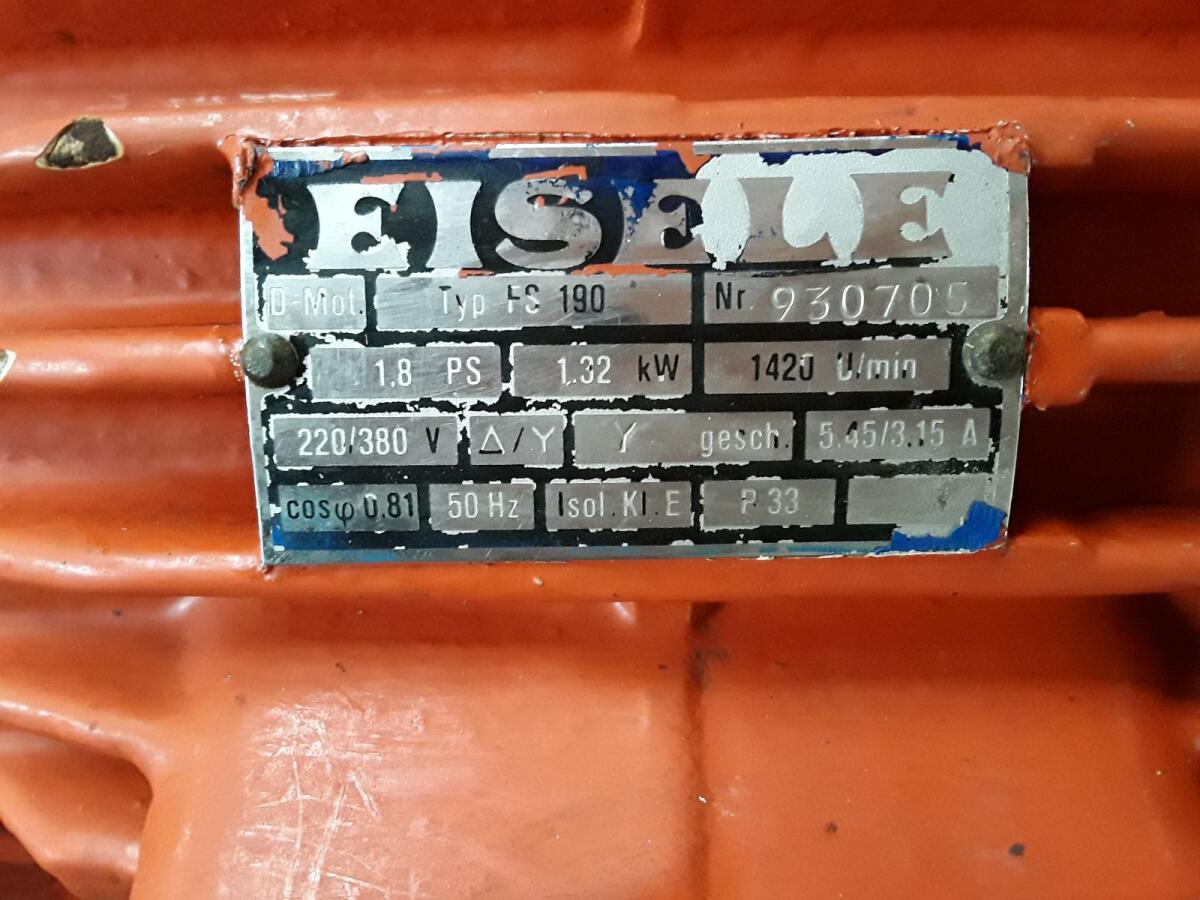 EISELE
D-Mot. Typ ES 190 Nr. 930705
1.8 PS 1.32 kW 1420 U/min
220/380 V Δ/Y Y gesch. 5.45/3.15 A
cosφ 0.81 50 Hz Isol.Kl.E P 33